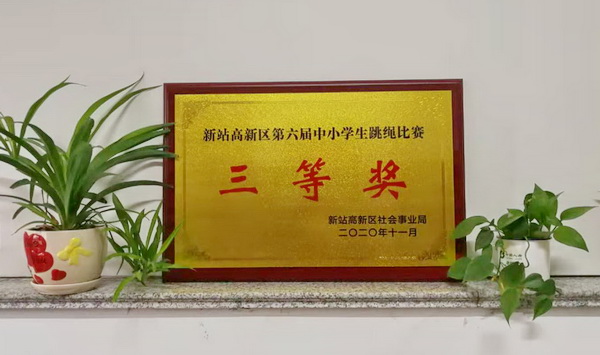 新站高新区第六届中小学生跳绳比赛
三等奖
新站高新区社会事业局
二〇二〇年十一月